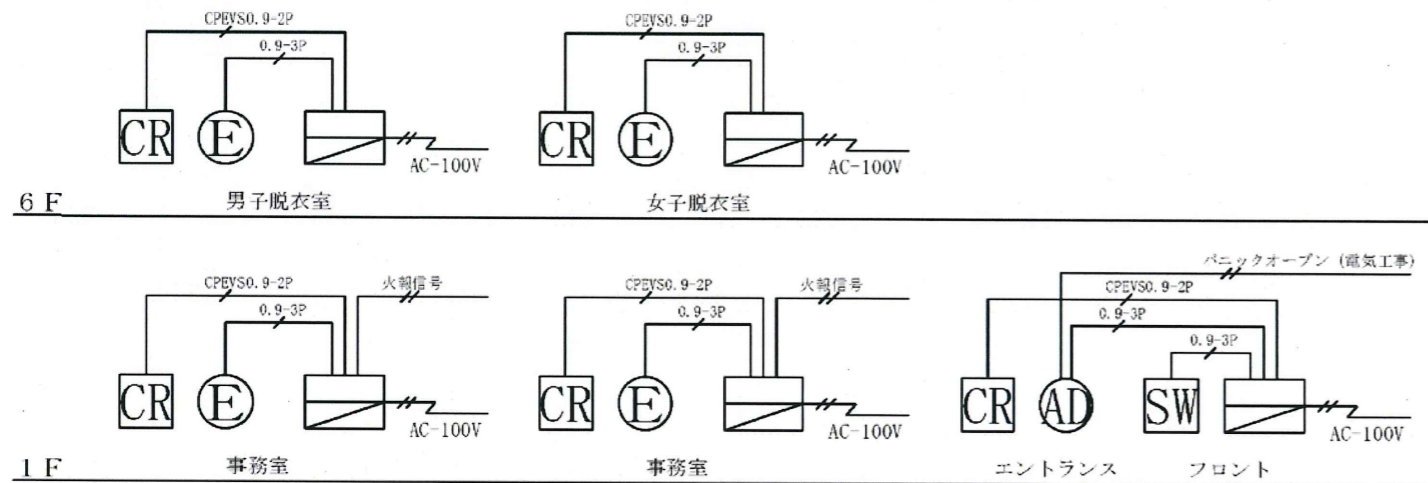 CPEVS0.9-2P
0.9-3P
CR
E
AC-100V
男子脱衣室
CPEVS0.9-2P
0.9-3P
CR
E
AC-100V
女子脱衣室
6F
CPEVS0.9-2P
火報信号
0.9-3P
CR
E
AC-100V
事務室
CPEVS0.9-2P
火報信号
0.9-3P
CR
E
AC-100V
事務室
パニックオープン (電気工事)
CPEVS0.9-2P
0.9-3P
0.9-3P
CR
AD
SW
AC-100V
エントランス
フロント
1F